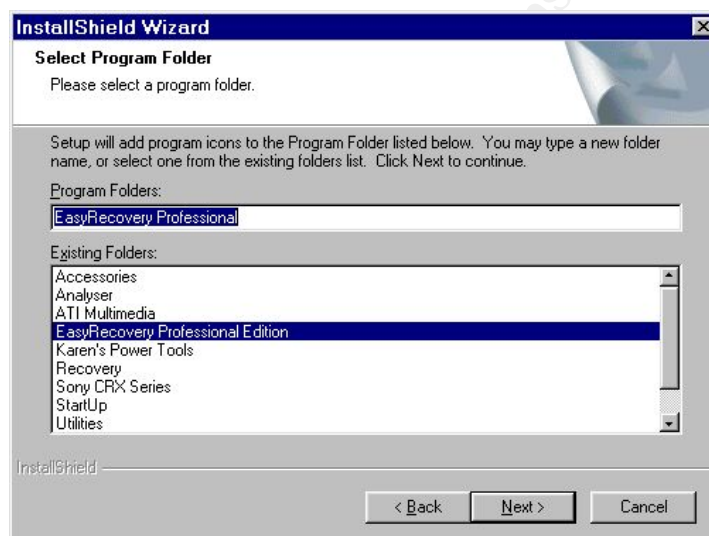 InstallShield Wizard
Select Program Folder
Please select a program folder.
Setup will add program icons to the Program Folder listed below. You may type a new folder
name, or select one from the existing folders list. Click Next to continue.
Program Folders:
EasyRecovery Professional
Existing Folders:
Accessories
Analyser
ATI Multimedia
EasyRecovery Professional Edition
Karen's Power Tools
Recovery
Sony CRX Series
StartUp
Utilities
InstallShield
< Back
Next >
Cancel